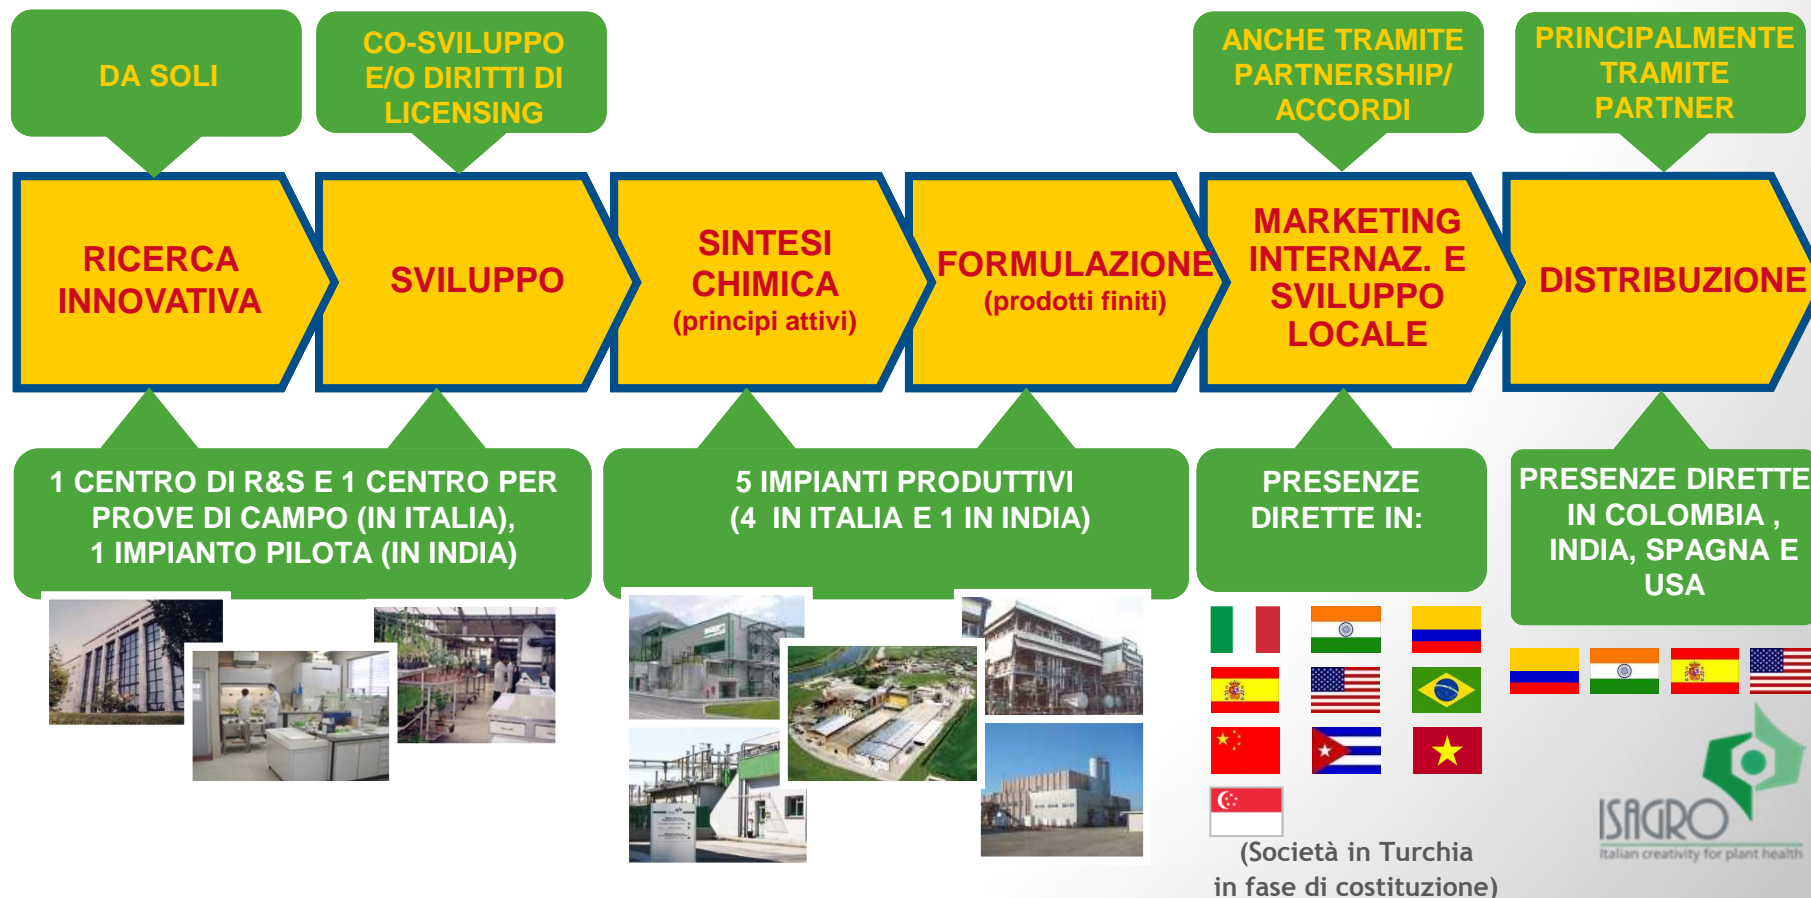 DA SOLI
CO-SVILUPPO
E/O DIRITTI DI
LICENSING
ANCHE TRAMITE
PARTNERSHIP/
ACCORDI
PRINCIPALMENTE
TRAMITE
PARTNER
RICERCA
INNOVATIVA
SVILUPPO
SINTESI
CHIMICA
(principi attivi)
FORMULAZIONE
(prodotti finiti)
MARKETING
INTERNAZ. E
SVILUPPO
LOCALE
DISTRIBUZIONE
1 CENTRO DI R&S E 1 CENTRO PER
PROVE DI CAMPO (IN ITALIA),
1 IMPIANTO PILOTA (IN INDIA)
5 IMPIANTI PRODUTTIVI
(4 IN ITALIA E 1 IN INDIA)
PRESENZE
DIRETTE IN:
PRESENZE DIRETTE
IN COLOMBIA ,
INDIA, SPAGNA E
USA
(Società in Turchia
in fase di costituzione)
ISAGRO
Italian creativity for plant health